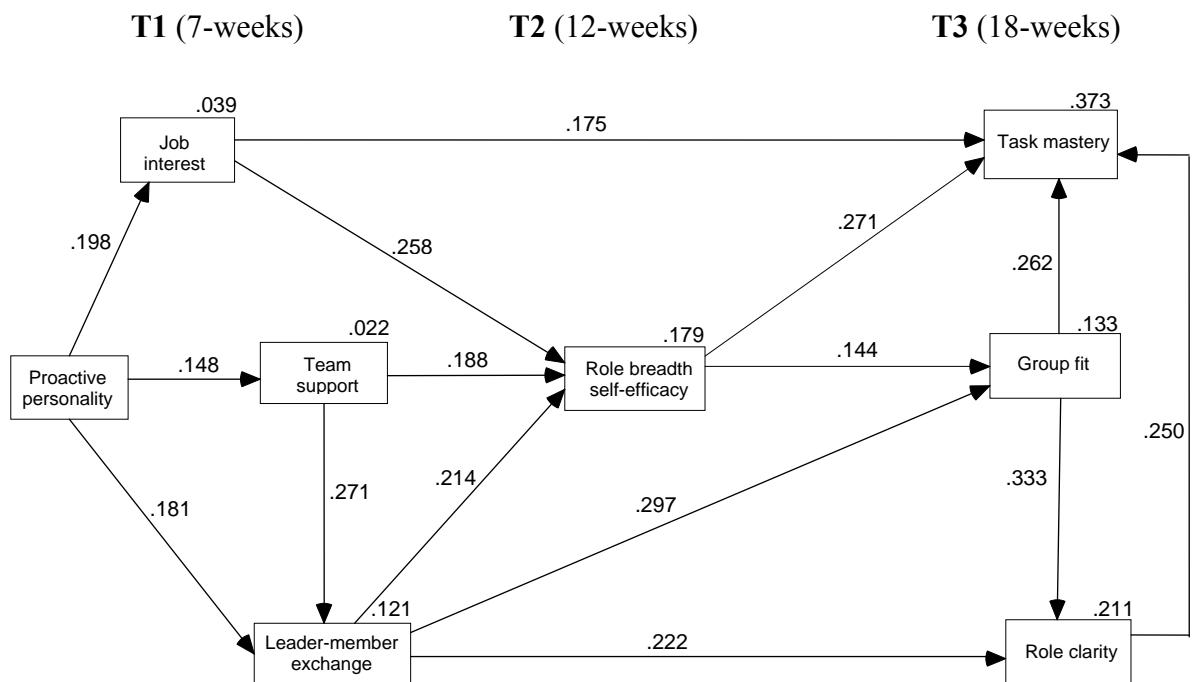 T1 (7-weeks) T2 (12-weeks) T3 (18-weeks)
.039
.373
Job
interest
.175
Task mastery
.198
.258
.271
.262
.022
.179
.133
Proactive
personality
.148
Team
support
.188
Role breadth
self-efficacy
.144
Group fit
.250
.181
.271
.214
.297
.333
.121
.211
Leader-member
exchange
.222
Role clarity